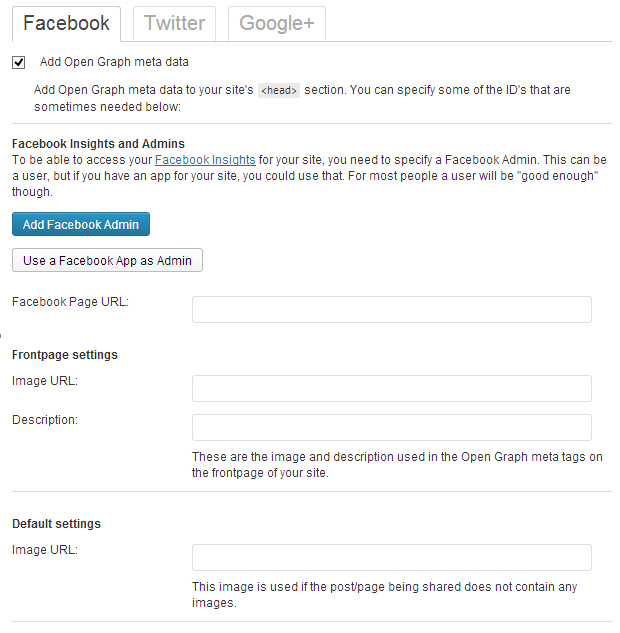 Facebook Twitter Google+
Add Open Graph meta data
Add Open Graph meta data to your site's <head> section. You can specify some of the ID's that are
sometimes needed below:
Facebook Insights and Admins
To be able to access your Facebook Insights for your site, you need to specify a Facebook Admin. This can be
a user, but if you have an app for your site, you could use that. For most people a user will be "good enough"
though.
Add Facebook Admin
Use a Facebook App as Admin
Facebook Page URL:
Frontpage settings
Image URL:
Description:
These are the image and description used in the Open Graph meta tags on
the frontpage of your site.
Default settings
Image URL:
This image is used if the post/page being shared does not contain any
images.